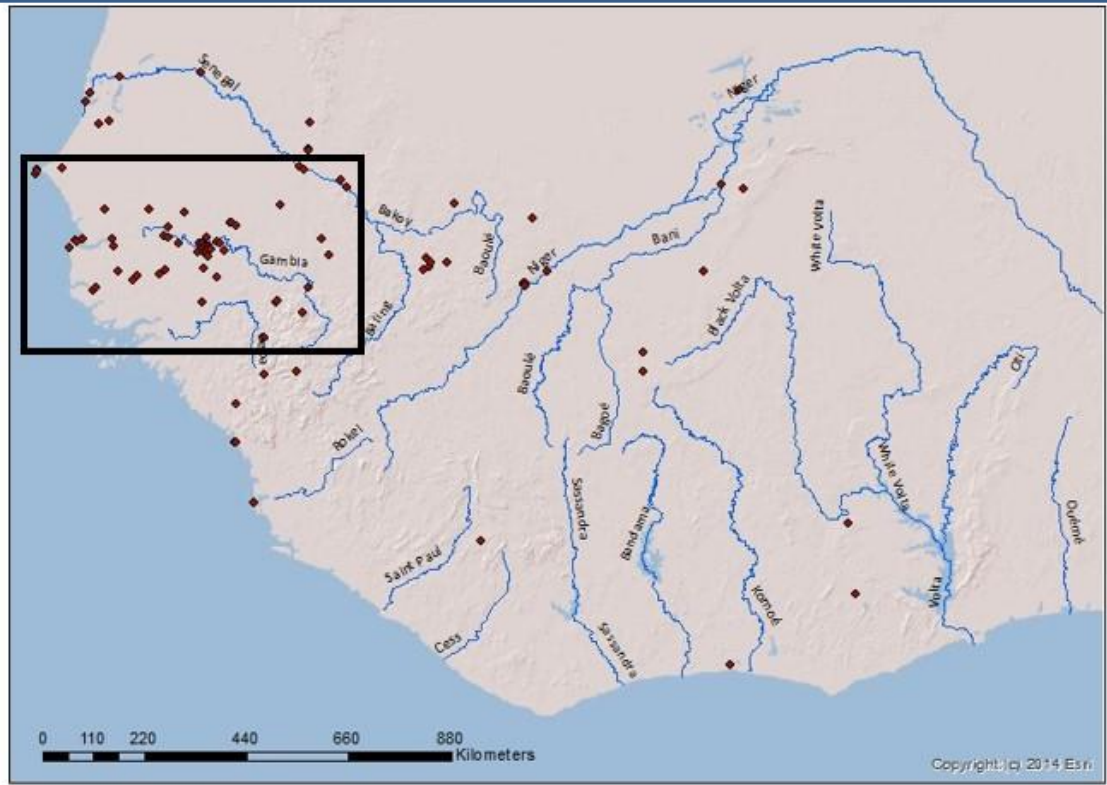 Senegal
Niger
Bakoy
Baoulé
Bani
White Volta
Gambia
Niger
Bafing
Black Volta
Baoulé
Bagoé
Oti
Rokel
White Volta
Sassandra
Bandama
Ouémé
Saint Paul
Komoé
Volta
Cess
Sassandra
0 110 220 440 660 880
Kilometers
Copyright:(c) 2014 Esri